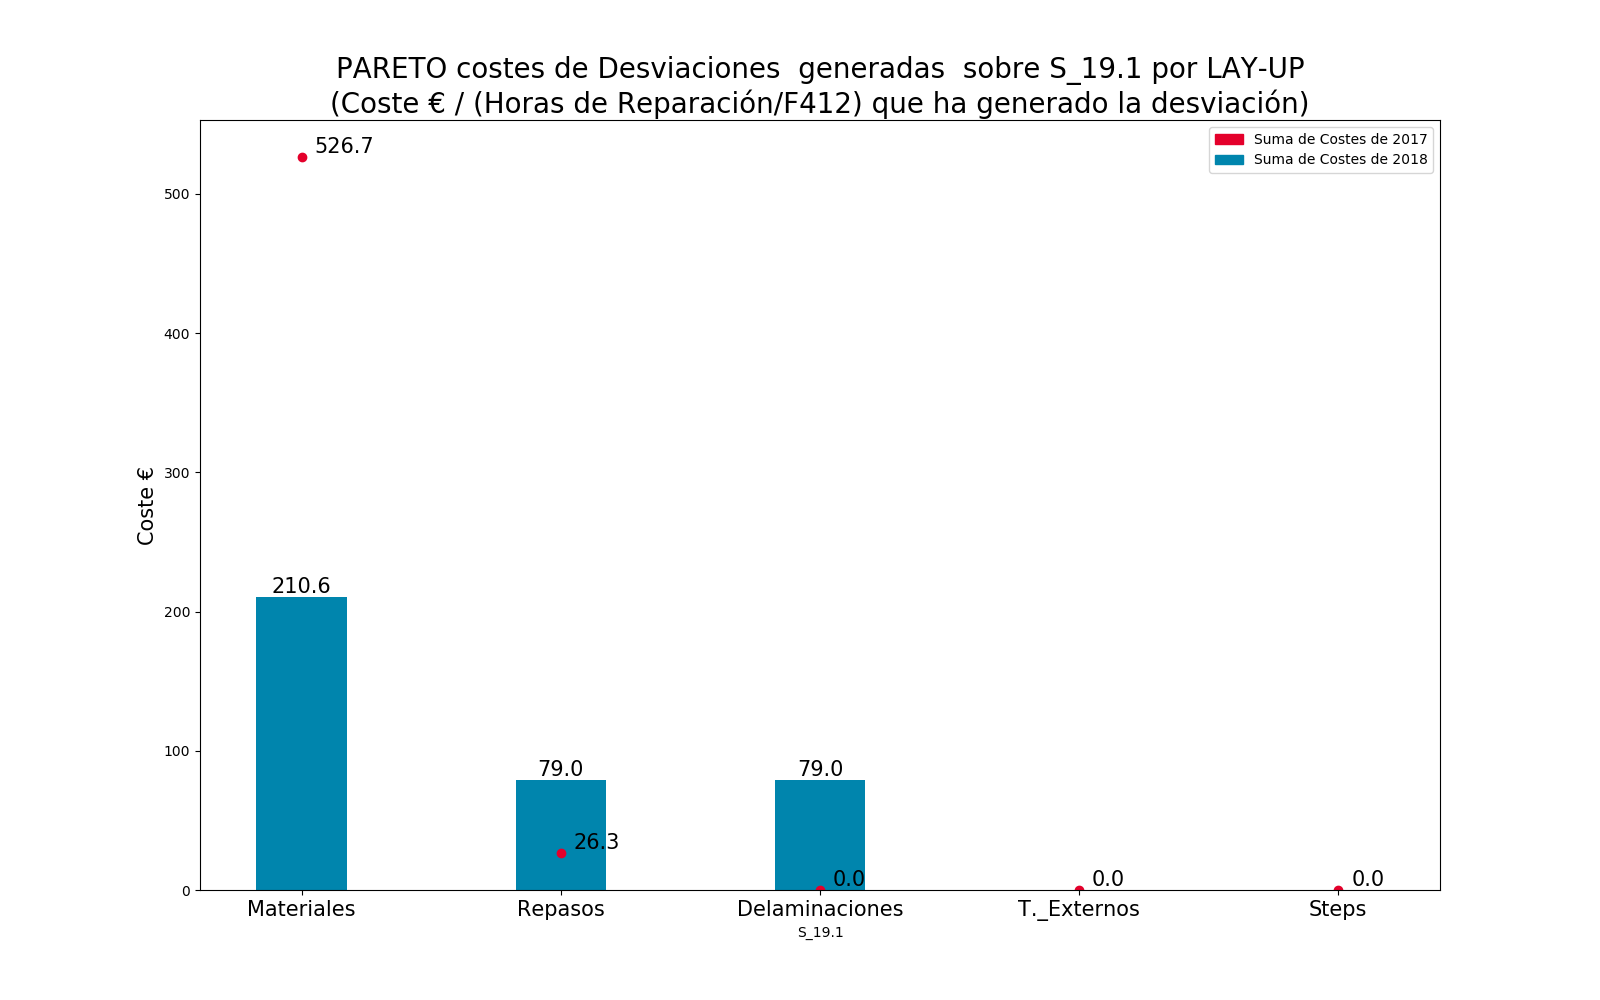 PARETO costes de Desviaciones  generadas  sobre S_19.1 por LAY-UP
(Coste € / (Horas de Reparación/F412) que ha generado la desviación)
Suma de Costes de 2017
Suma de Costes de 2018
Coste €
500
400
300
200
100
0
526.7
210.6
79.0
26.3
79.0
0.0
0.0
0.0
Materiales
Repasos
Delaminaciones
T._Externos
Steps
S_19.1